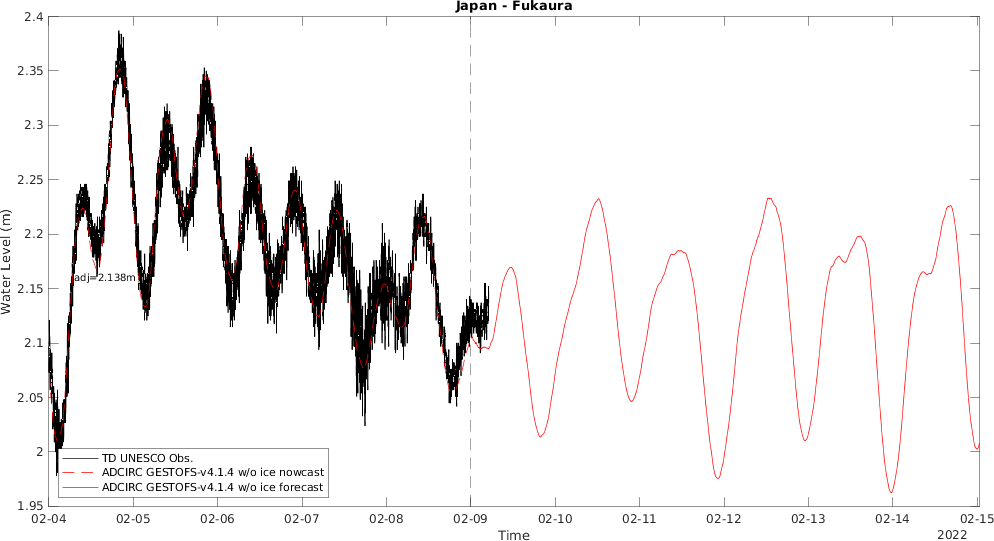 Japan - Fukaura
2.4
2.35
2.3
2.25
2.2
2.15
2.1
2.05
2
1.95
Water Level (m)
adj=2.138m
TD UNESCO Obs.
ADCIRC GESTOFS-v4.1.4 w/o ice nowcast
ADCIRC GESTOFS-v4.1.4 w/o ice forecast
02-04 02-05 02-06 02-07 02-08 02-09 02-10 02-11 02-12 02-13 02-14 02-15
Time
2022